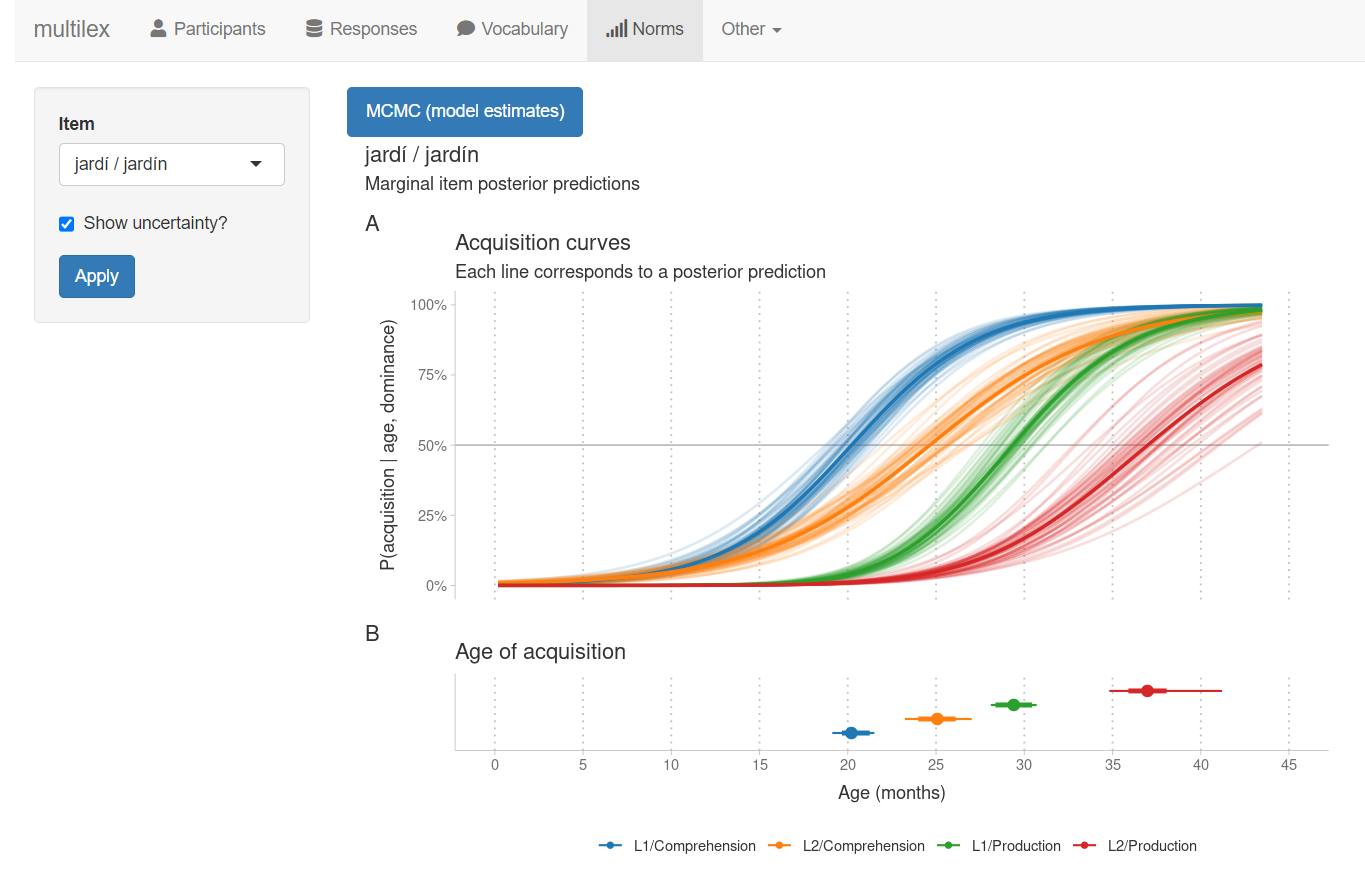 multilex Participants Responses Vocabulary Norms Other
Item
jardí / jardín
Show uncertainty?
Apply
MCMC (model estimates)
jardí / jardín
Marginal item posterior predictions
A
Acquisition curves
Each line corresponds to a posterior prediction
P(acquisition | age, dominance)
100%
75%
50%
25%
0%
B
Age of acquisition
0 5 10 15 20 25 30 35 40 45
Age (months)
L1/Comprehension L2/Comprehension L1/Production L2/Production